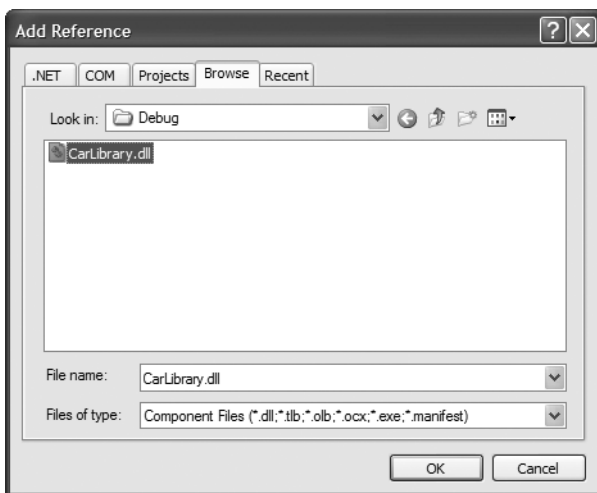 Add Reference
.NET COM Projects Browse Recent
Look in: Debug
CarLibrary.dll
File name: CarLibrary.dll
Files of type: Component Files (*.dll;*.tlb;*.olb;*.ocx;*.exe;*.manifest)
OK Cancel